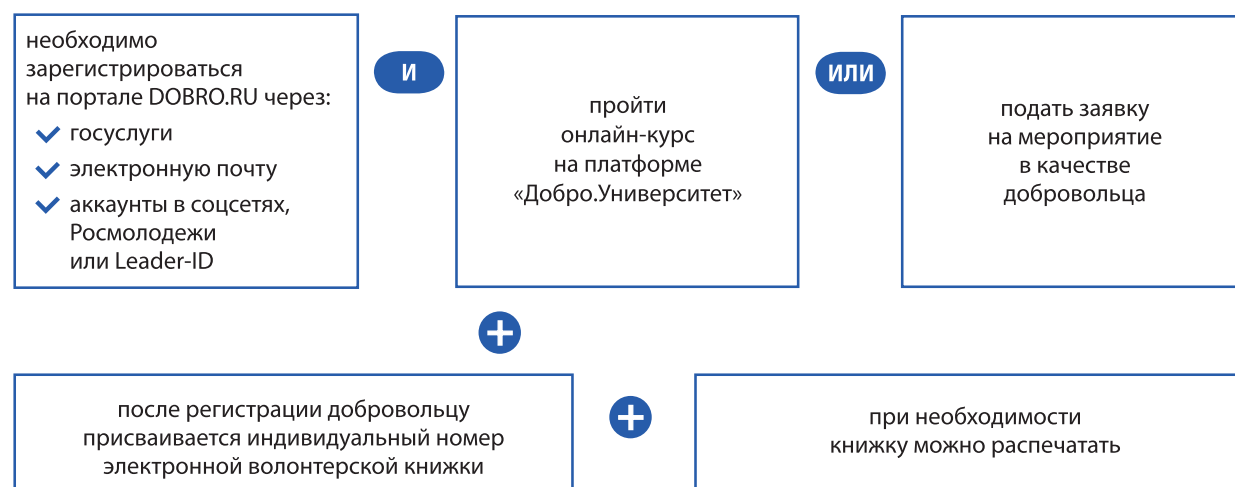 необходимо
зарегистрироваться
на портале DOBRO.RU через:
госуслуги
электронную почту
аккаунты в соцсетях,
Росмолодежи
или Leader-ID
И
пройти
онлайн-курс
на платформе
«Добро.Университет»
ИЛИ
подать заявку
на мероприятие
в качестве
добровольца
после регистрации добровольцу
присваивается индивидуальный номер
электронной волонтерской книжки
при необходимости
книжку можно распечатать